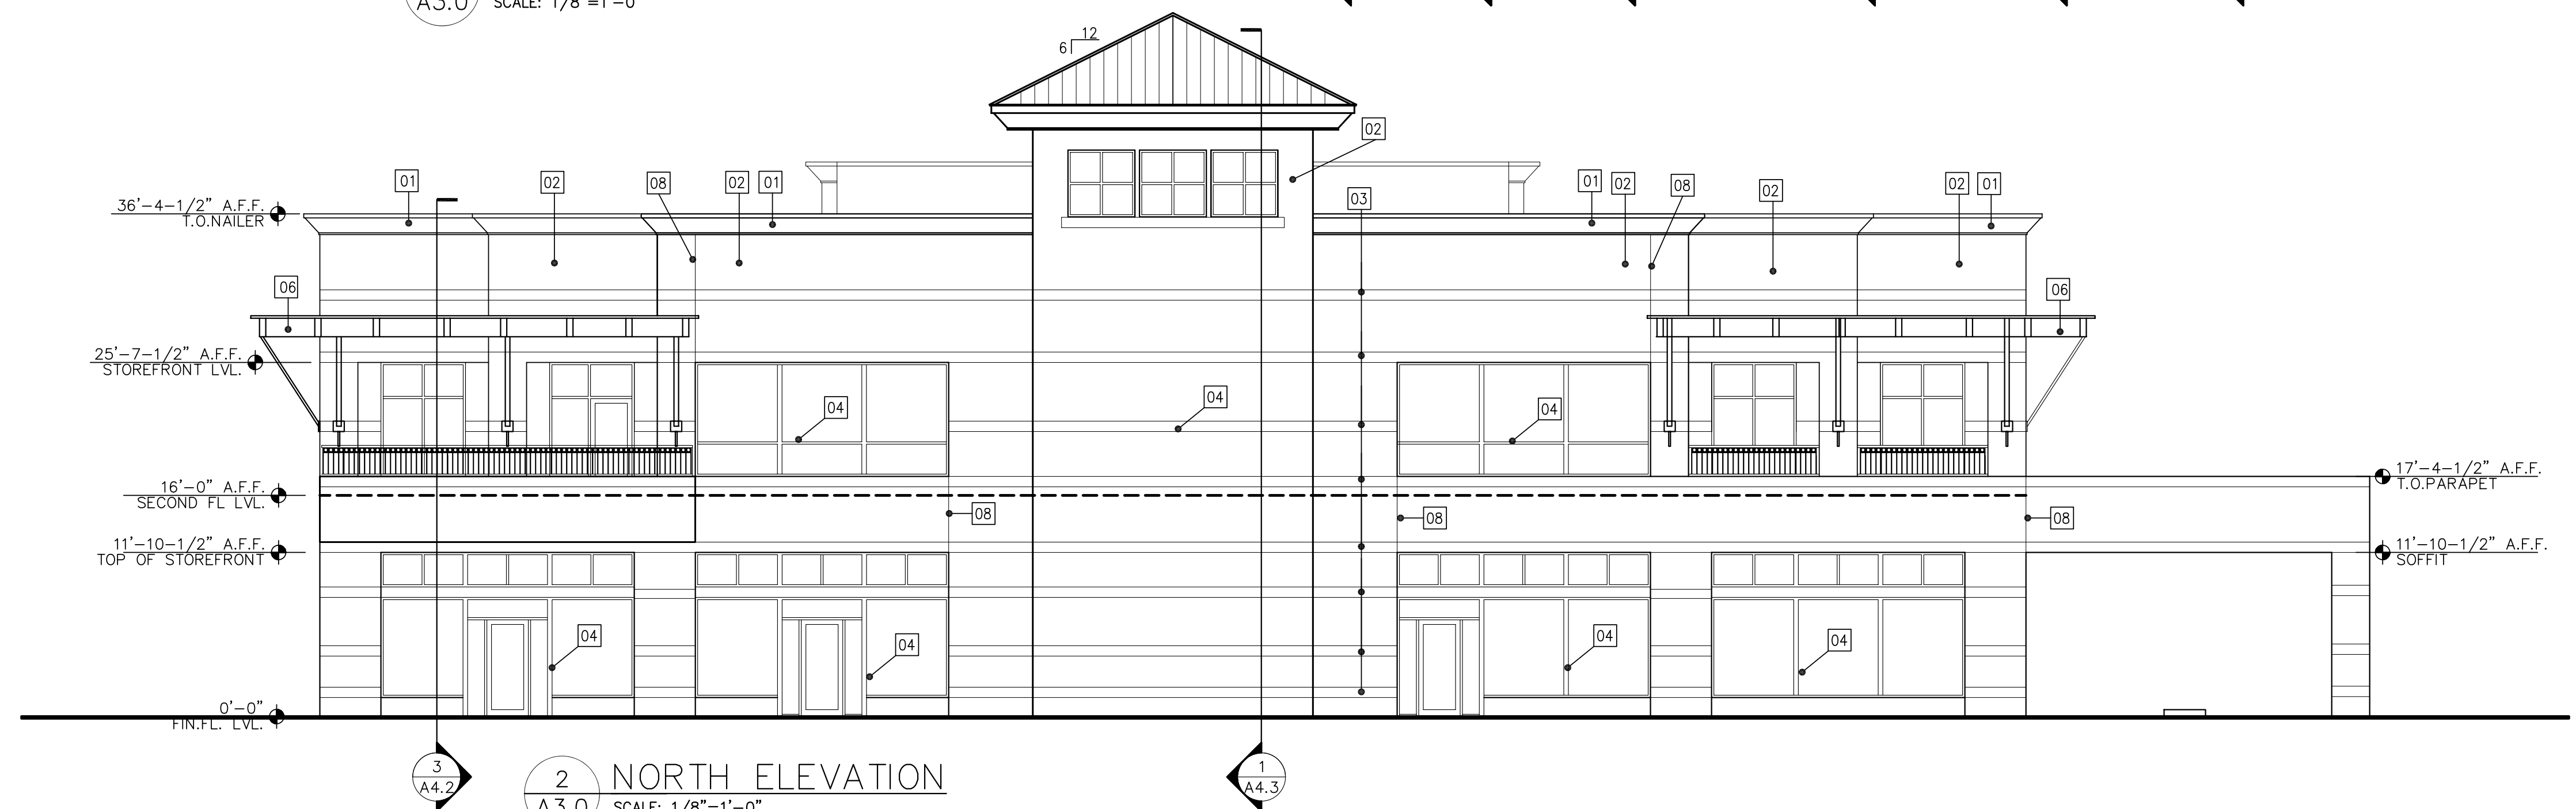 A3.0 SCALE: 1/8"=1'-0"
12
6
02
01 02 08 02 01 01 02 08 02 02 01
03
36'-4-1/2" A.F.F.
T.O.NAILER
06 06
25'-7-1/2" A.F.F.
STOREFRONT LVL.
04 04 04
16'-0" A.F.F. 17'-4-1/2" A.F.F.
SECOND FL LVL. T.O.PARAPET
08 08 08
11'-10-1/2" A.F.F. 11'-10-1/2" A.F.F.
TOP OF STOREFRONT SOFFIT
04 04 04 04
0'-0"
FIN.FL. LVL.
3 2 NORTH ELEVATION 1
A4.2 A3.0 SCALE: 1/8"=1'-0" A4.3